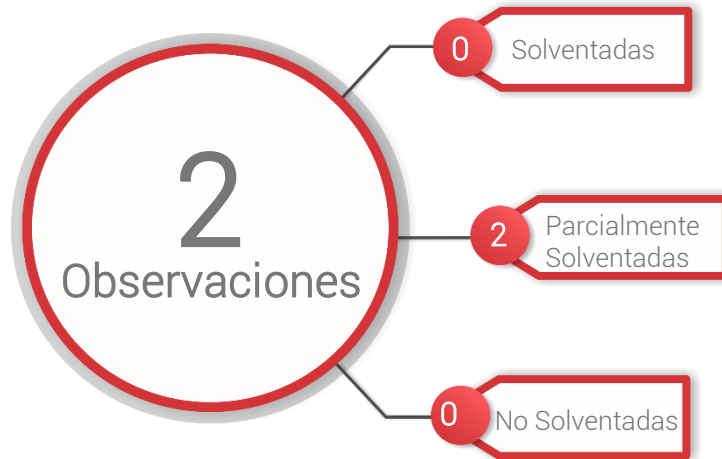 2
Observaciones
0
Solventadas
2
Parcialmente
Solventadas
0
No Solventadas